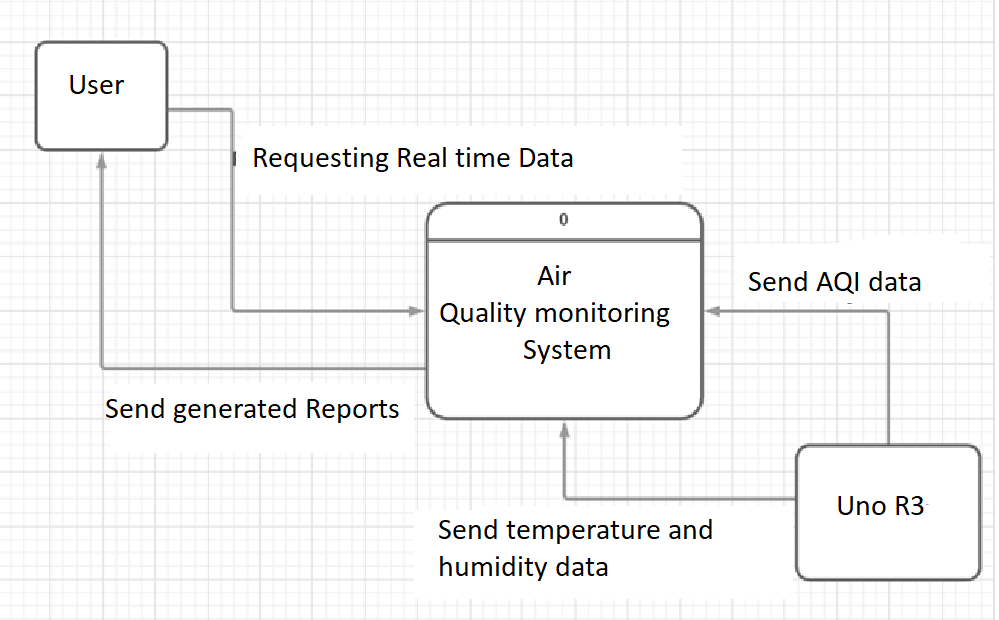 User
Requesting Real time Data
0
Air
Quality monitoring
System
Send AQI data
Send generated Reports
Uno R3
Send temperature and
humidity data